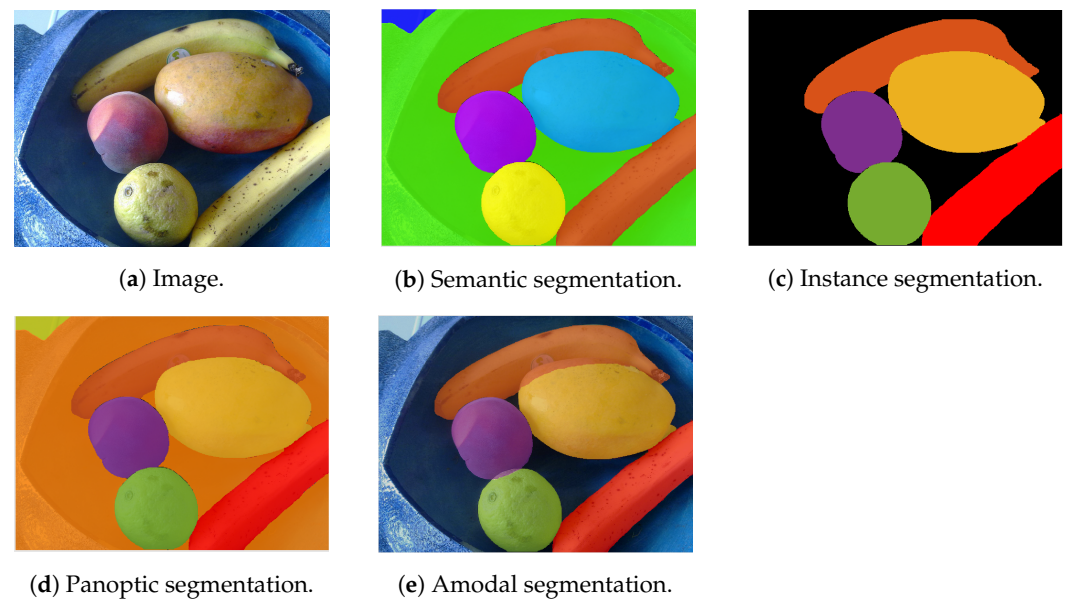 (a) Image.
(b) Semantic segmentation.
(c) Instance segmentation.
(d) Panoptic segmentation.
(e) Amodal segmentation.